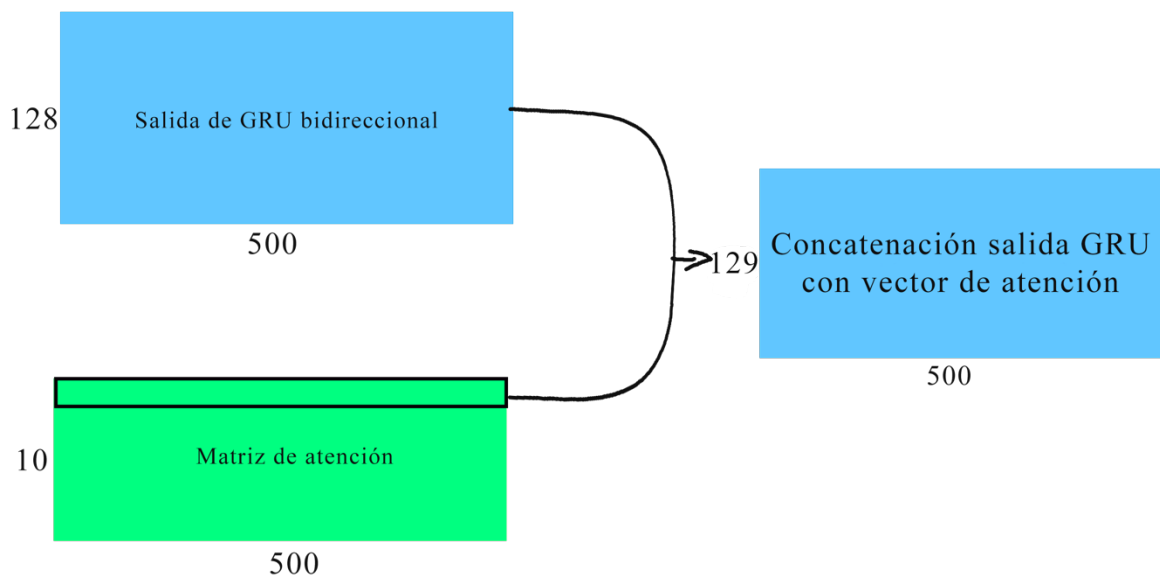 128
Salida de GRU bidireccional
500
129
Concatenación salida GRU
con vector de atención
500
10
Matriz de atención
500